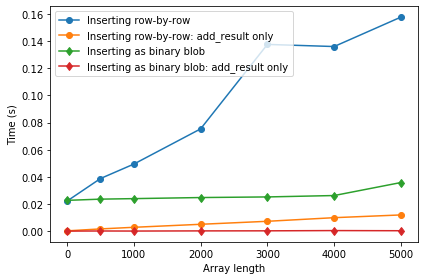 0.16
0.14
0.12
0.10
0.08
0.06
0.04
0.02
0.00
Time (s)
Inserting row-by-row
Inserting row-by-row: add_result only
Inserting as binary blob
Inserting as binary blob: add_result only
0 1000 2000 3000 4000 5000
Array length